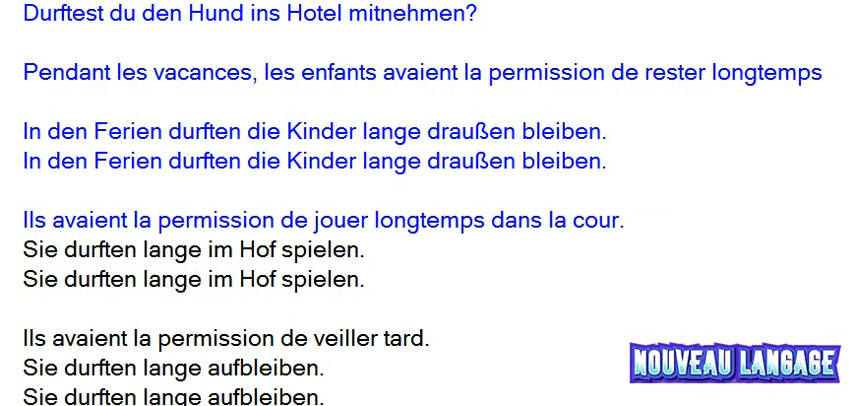 Durftest du den Hund ins Hotel mitnehmen?
Pendant les vacances, les enfants avaient la permission de rester longtemps
In den Ferien durften die Kinder lange draußen bleiben.
In den Ferien durften die Kinder lange draußen bleiben.
Ils avaient la permission de jouer longtemps dans la cour.
Sie durften lange im Hof spielen.
Sie durften lange im Hof spielen.
Ils avaient la permission de veiller tard.
Sie durften lange aufbleiben.
Sie durften lange aufbleiben.
NOUVEAU LANGAGE